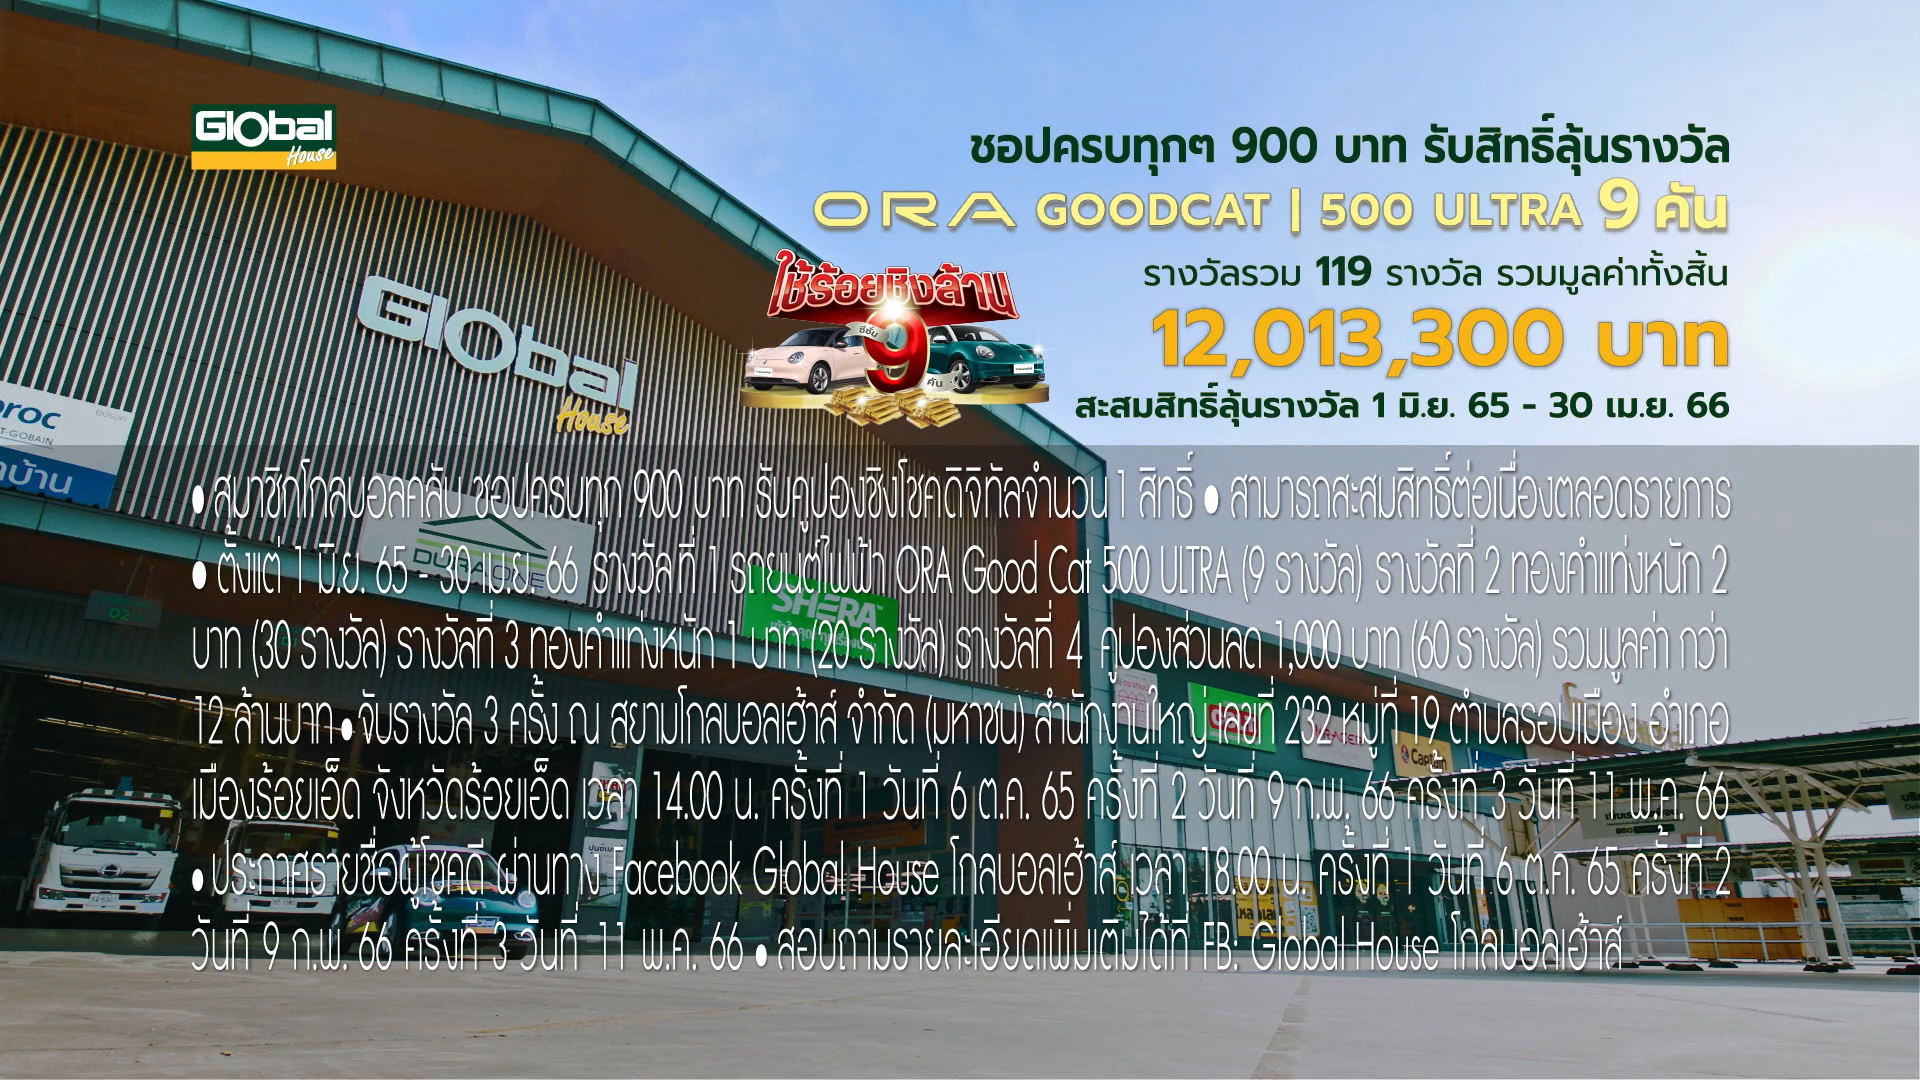 Global
House
ชอปครบทุกๆ 900 บาท รับสิทธิ์ลุ้นรางวัล
ORA GOODCAT | 500 ULTRA 9 คัน
รางวัลรวม 119 รางวัล รวมมูลค่าทั้งสิ้น
12,013,300 บาท
สะสมสิทธิ์ลุ้นรางวัล 1 มิ.ย. 65 - 30 เม.ย. 66
ใช้ร้อยชิงล้าน
ซีซั่น
9
คัน
Global
House
proc
T-GOBAIN
DURA ONE
SHERA
02
Captain
• สมาชิกโกลบอลคลับ ชอปครบทุก 900 บาท รับคูปองชิงโชคดิจิทัลจำนวน 1 สิทธิ์ • สามารถสะสมสิทธิ์ต่อเนื่องตลอดรายการ
• ตั้งแต่ 1 มิ.ย. 65 - 30 เม.ย. 66 รางวัลที่ 1 รถยนต์ไฟฟ้า ORA Good Cat 500 ULTRA (9 รางวัล) รางวัลที่ 2 ทองคำแท่งหนัก 2
บาท (30 รางวัล) รางวัลที่ 3 ทองคำแท่งหนัก 1 บาท (20 รางวัล) รางวัลที่ 4 คูปองส่วนลด 1,000 บาท (60 รางวัล) รวมมูลค่า กว่า
12 ล้านบาท • จับรางวัล 3 ครั้ง ณ สยามโกลบอลเฮ้าส์ จำกัด (มหาชน) สำนักงานใหญ่ เลขที่ 232 หมู่ที่ 19 ตำบลรอบเมือง อำเภอ
เมืองร้อยเอ็ด จังหวัดร้อยเอ็ด เวลา 14.00 น. ครั้งที่ 1 วันที่ 6 ต.ค. 65 ครั้งที่ 2 วันที่ 9 ก.พ. 66 ครั้งที่ 3 วันที่ 11 พ.ค. 66
• ประกาศรายชื่อผู้โชคดี ผ่านทาง Facebook Global House โกลบอลเฮ้าส์ เวลา 18.00 น. ครั้งที่ 1 วันที่ 6 ต.ค. 65 ครั้งที่ 2
วันที่ 9 ก.พ. 66 ครั้งที่ 3 วันที่ 11 พ.ค. 66 • สอบถามรายละเอียดเพิ่มเติมได้ที่ FB: Global House โกลบอลเฮ้าส์